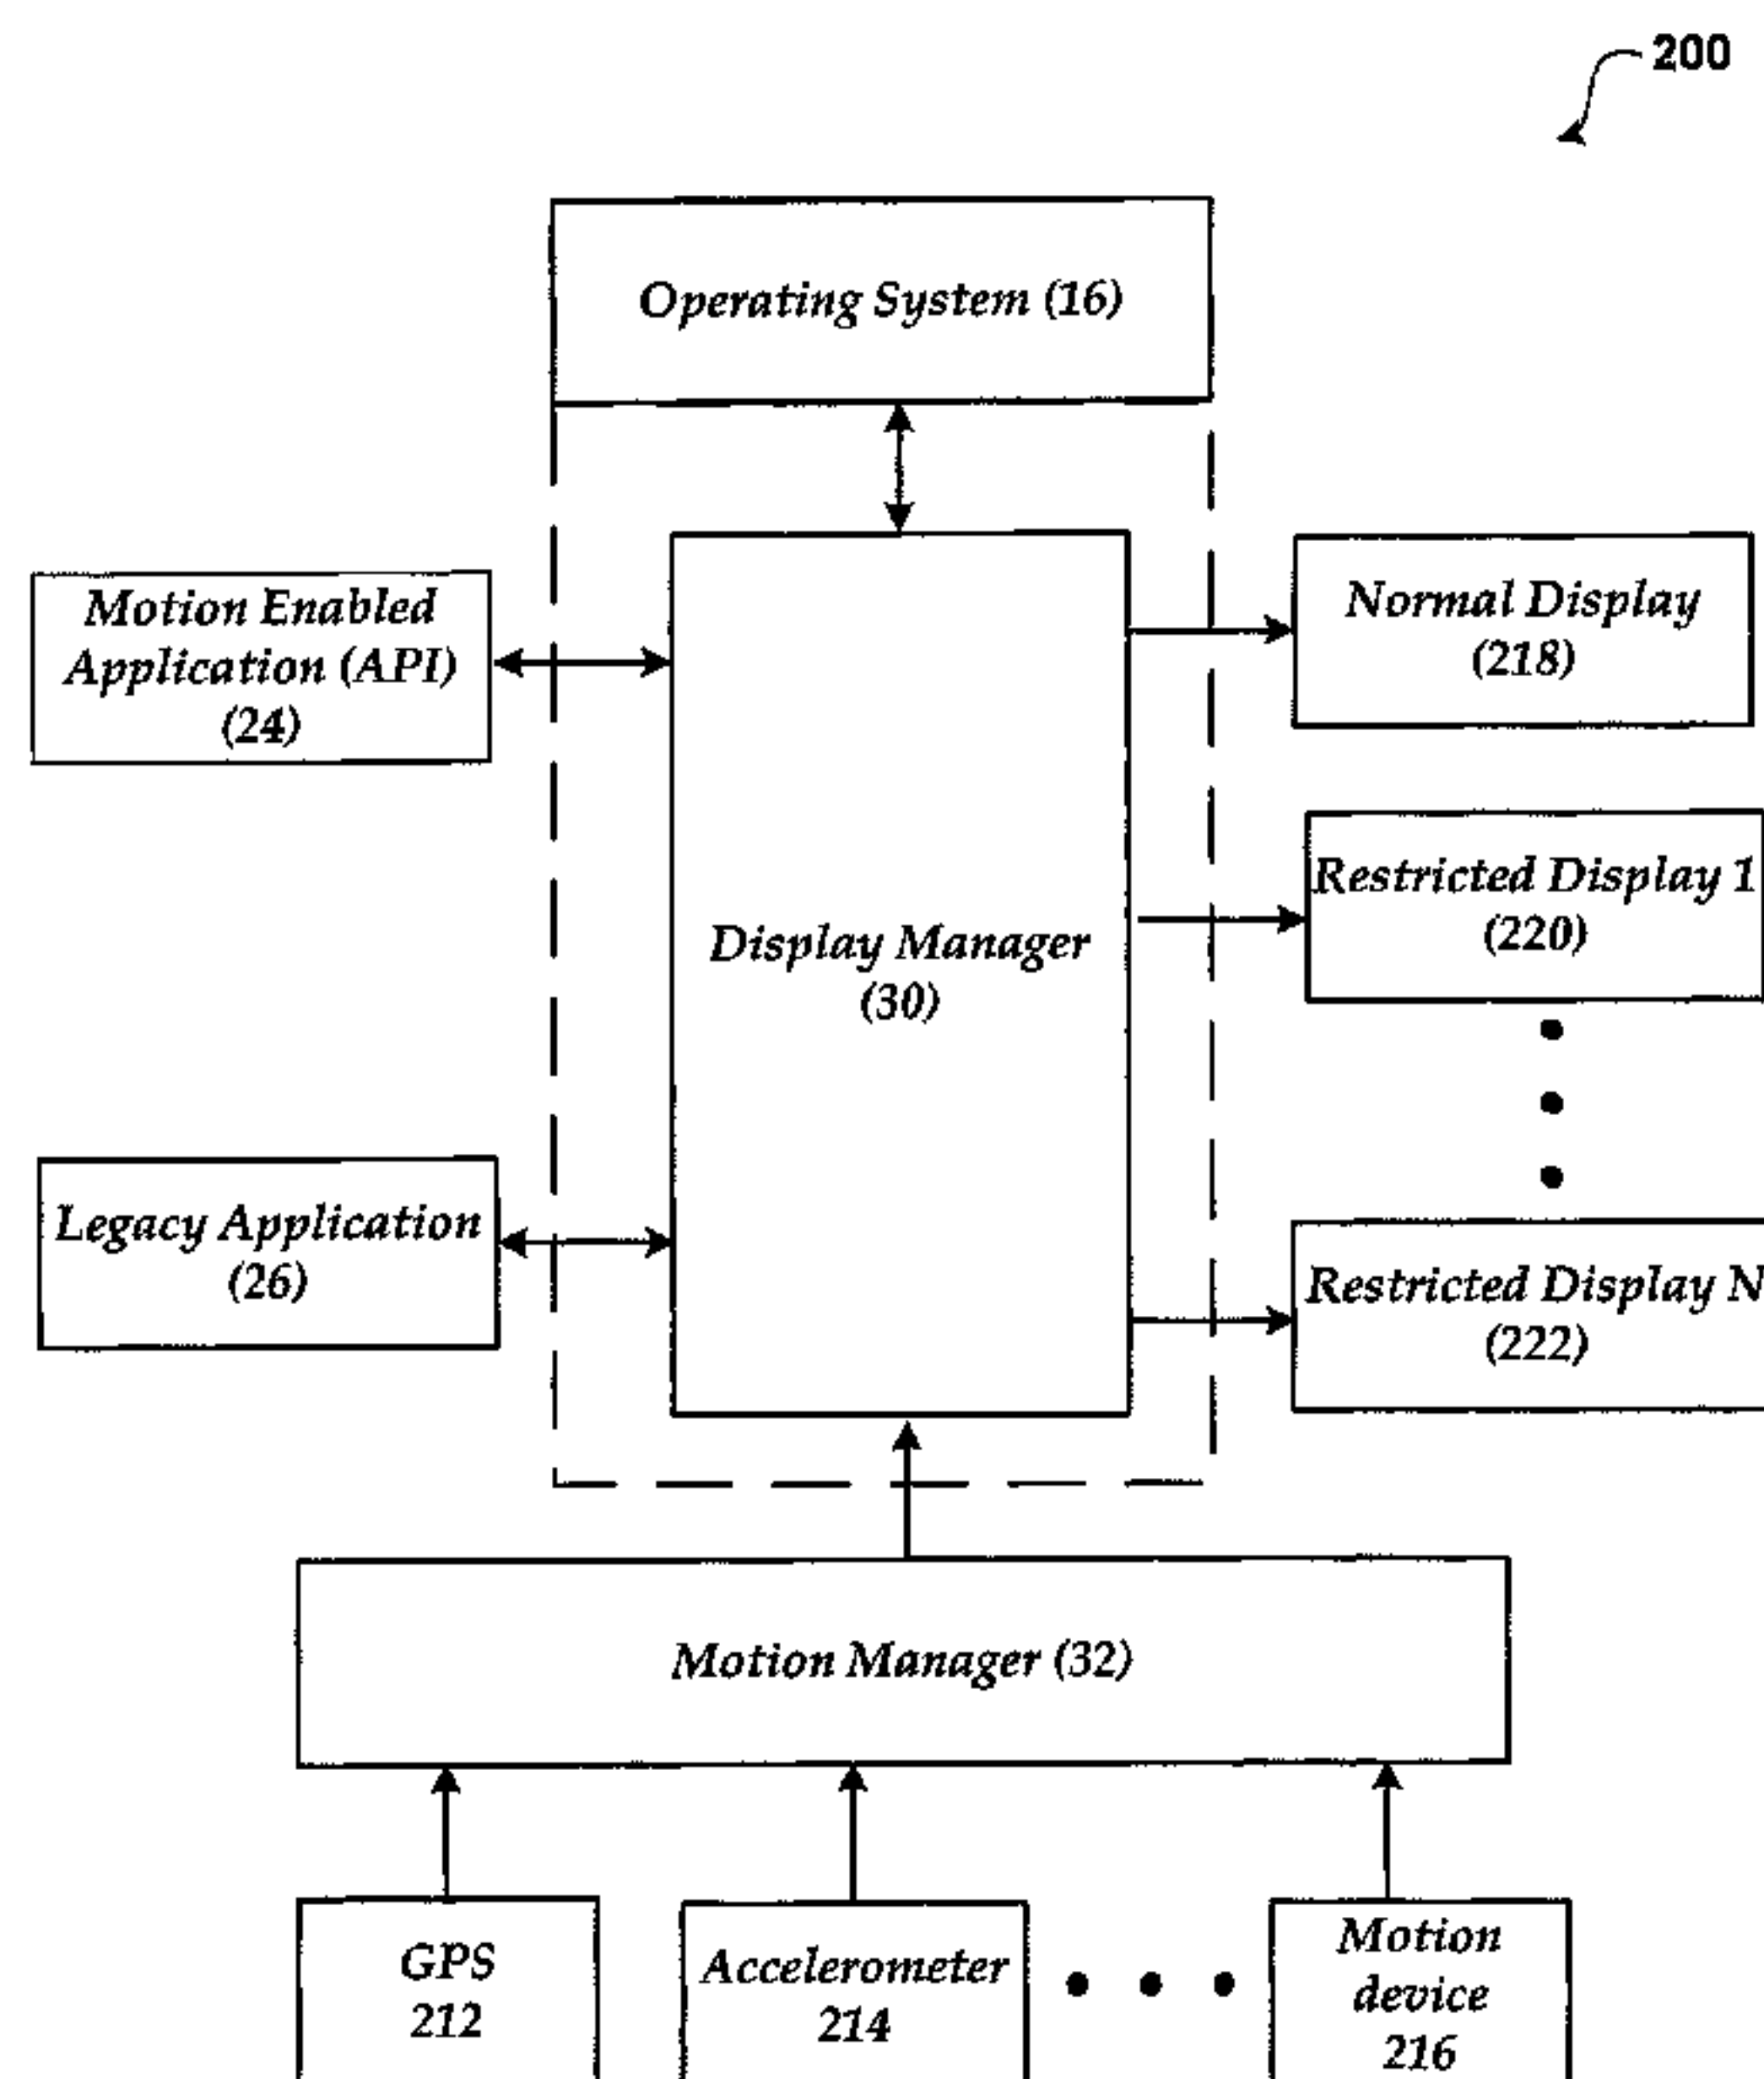 200
Operating System (16)
Motion Enabled
Application (API)
(24)
Normal Display
(218)
Restricted Display 1
(220)
Display Manager
(30)
Legacy Application
(26)
Restricted Display N
(222)
Motion Manager (32)
GPS
212
Accelerometer
214
Motion
device
216